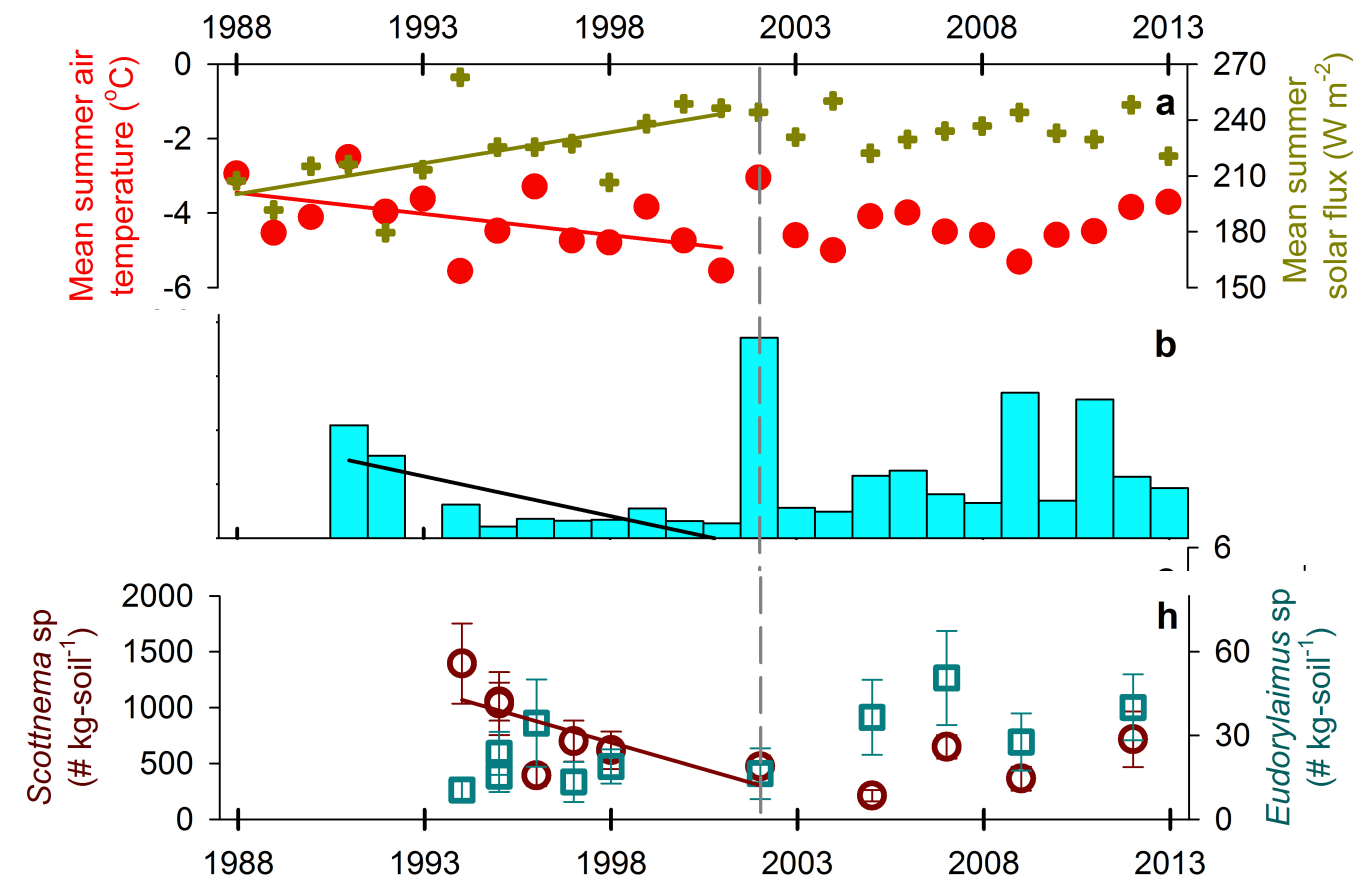 1988 1993 1998 2003 2008 2013
Mean summer air
temperature (°C)
0
-2
-4
-6
a
270
240
210
180
150
Mean summer
solar flux (W m-2)
b
6
Scottnema sp
(# kg-soil-1)
2000
1500
1000
500
0
h
60
30
0
Eudorylaimus sp
(# kg-soil-1)
1988 1993 1998 2003 2008 2013